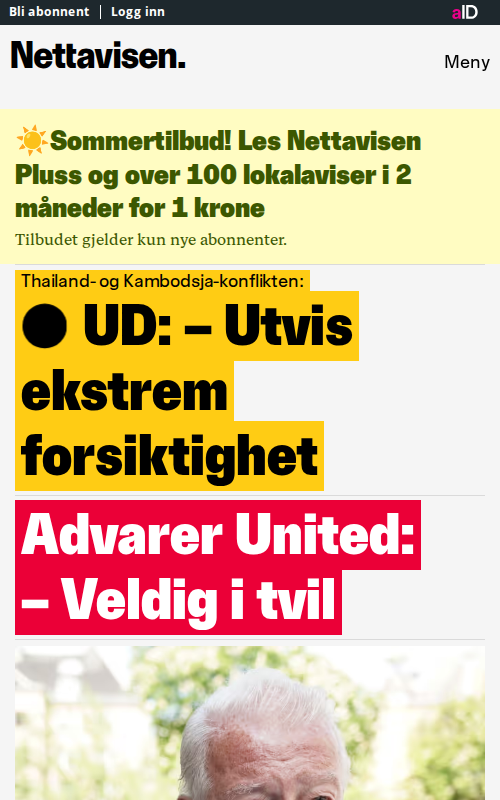 Bli abonnent | Logg inn
aID
Nettavisen.
Meny
☀️Sommertilbud! Les Nettavisen
Pluss og over 100 lokalaviser i 2
måneder for 1 krone
Tilbudet gjelder kun nye abonnenter.
Thailand- og Kambodsja-konflikten:
● UD: – Utvis
ekstrem
forsiktighet
Advarer United:
– Veldig i tvil